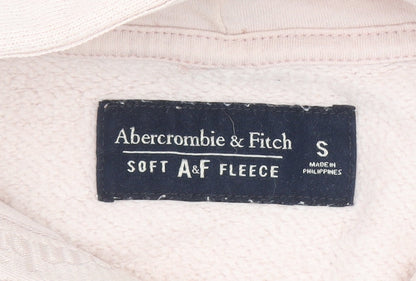 Abercrombie & Fitch
SOFT A&F FLEECE
S
MADE IN
PHILIPPINES